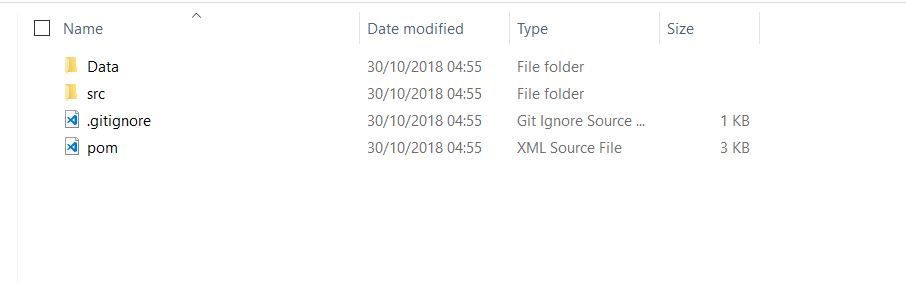 Name Date modified Type Size
Data 30/10/2018 04:55 File folder
src 30/10/2018 04:55 File folder
.gitignore 30/10/2018 04:55 Git Ignore Source ... 1 KB
pom 30/10/2018 04:55 XML Source File 3 KB